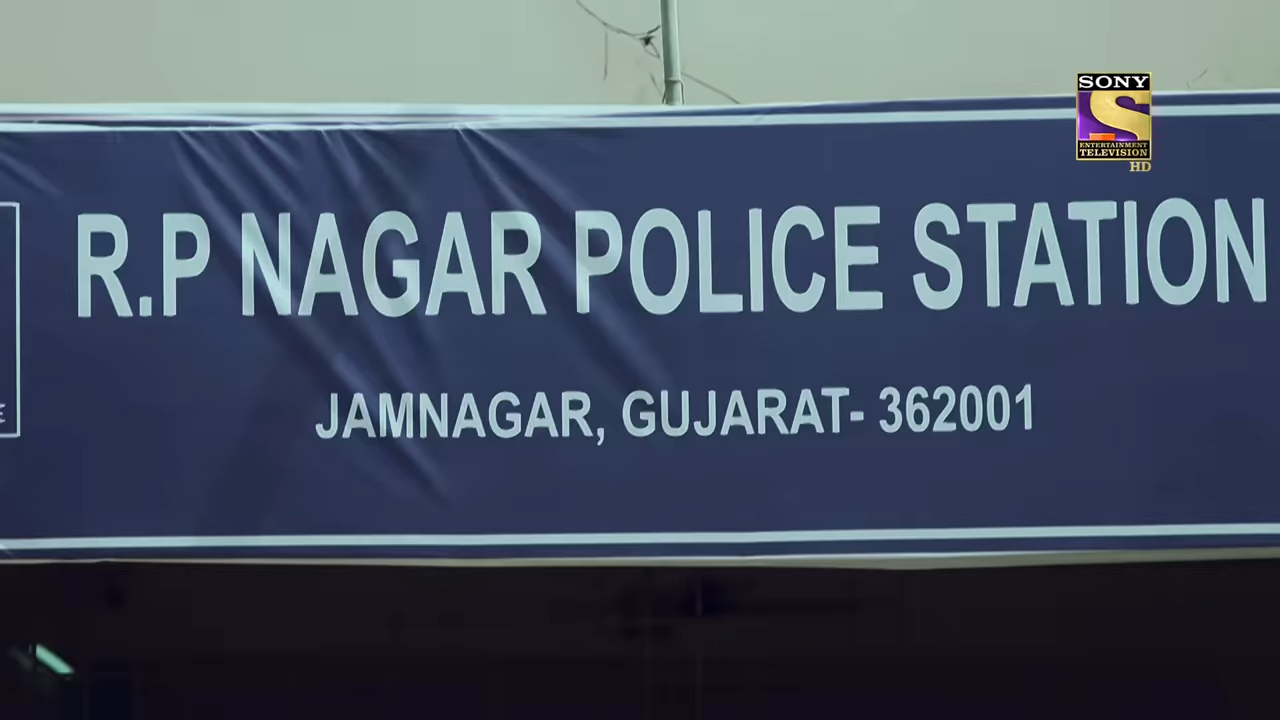 SONY
ENTERTAINMENT
TELEVISION
HD
R.P NAGAR POLICE STATION
JAMNAGAR, GUJARAT- 362001